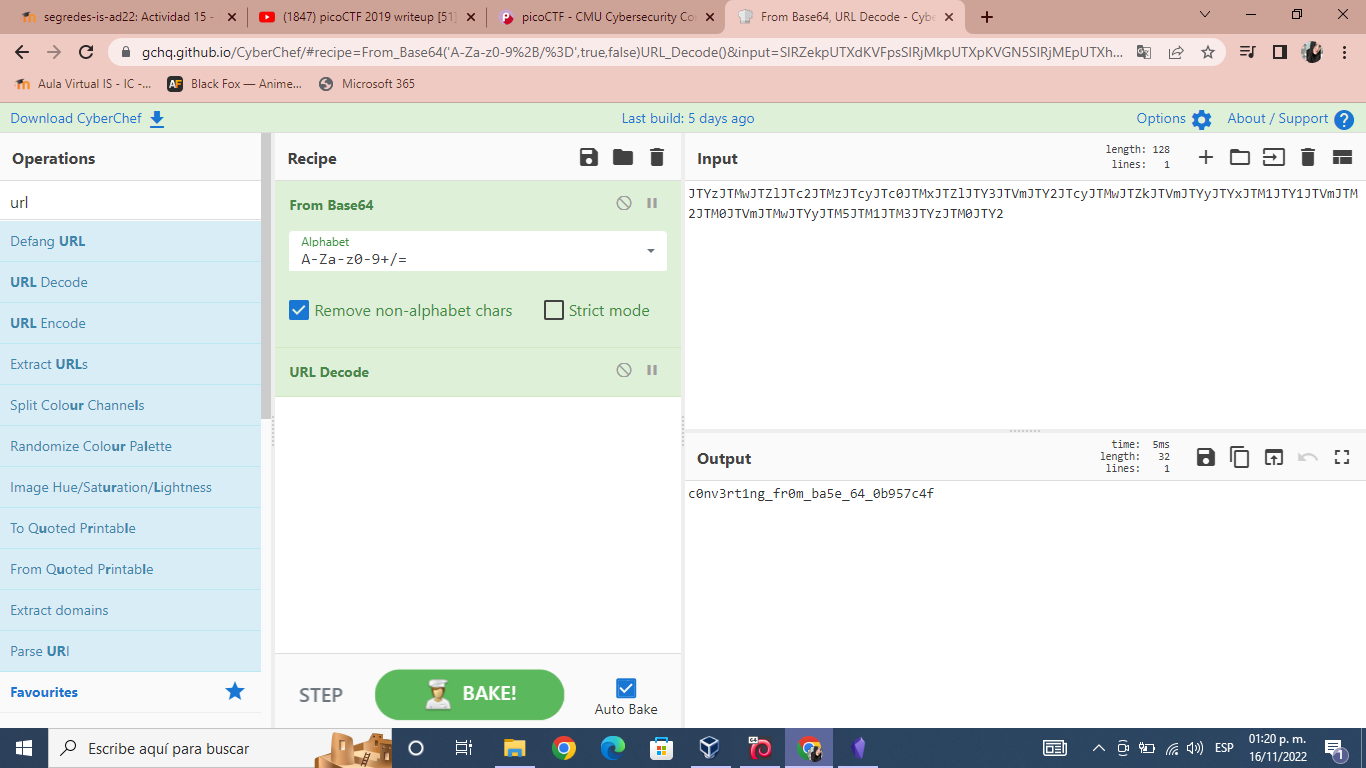 segredes-is-ad22: Actividad 15 -
(1847) picoCTF 2019 writeup [51]
picoCTF - CMU Cybersecurity Co
From Base64, URL Decode - Cybe
gchq.github.io/CyberChef/#recipe=From_Base64('A-Za-z0-9%2B/%3D',true,false)URL_Decode()&input=SlRZekpUTXdKVFpsSlRjMkpUTXpKVGN5SlRjMEpUTXh...
Aula Virtual IS - IC -...
AF
Black Fox — Anime...
Microsoft 365
Download CyberChef
Last build: 5 days ago
Options
About / Support
Operations
url
Defang URL
URL Decode
URL Encode
Extract URLs
Split Colour Channels
Randomize Colour Palette
Image Hue/Saturation/Lightness
To Quoted Printable
From Quoted Printable
Extract domains
Parse URI
Favourites
Recipe
From Base64
Alphabet
A-Za-z0-9+/=
Remove non-alphabet chars
Strict mode
URL Decode
STEP
BAKE!
Auto Bake
Input
length: 128
lines: 1
JTYzJTMwJTZlJTc2JTMzJTcyJTc0JTMxJTZlJTY3JTVmJTY2JTcyJTMwJTZkJTVmJTYyJTYxJTM1JTY1JTVmJTM
2JTM0JTVmJTMwJTYyJTM5JTM1JTM3JTYzJTM0JTY2
Output
time: 5ms
length: 32
lines: 1
c0nv3rt1ng_fr0m_ba5e_64_0b957c4f
Escribe aquí para buscar
ESP
01:20 p. m.
16/11/2022
1